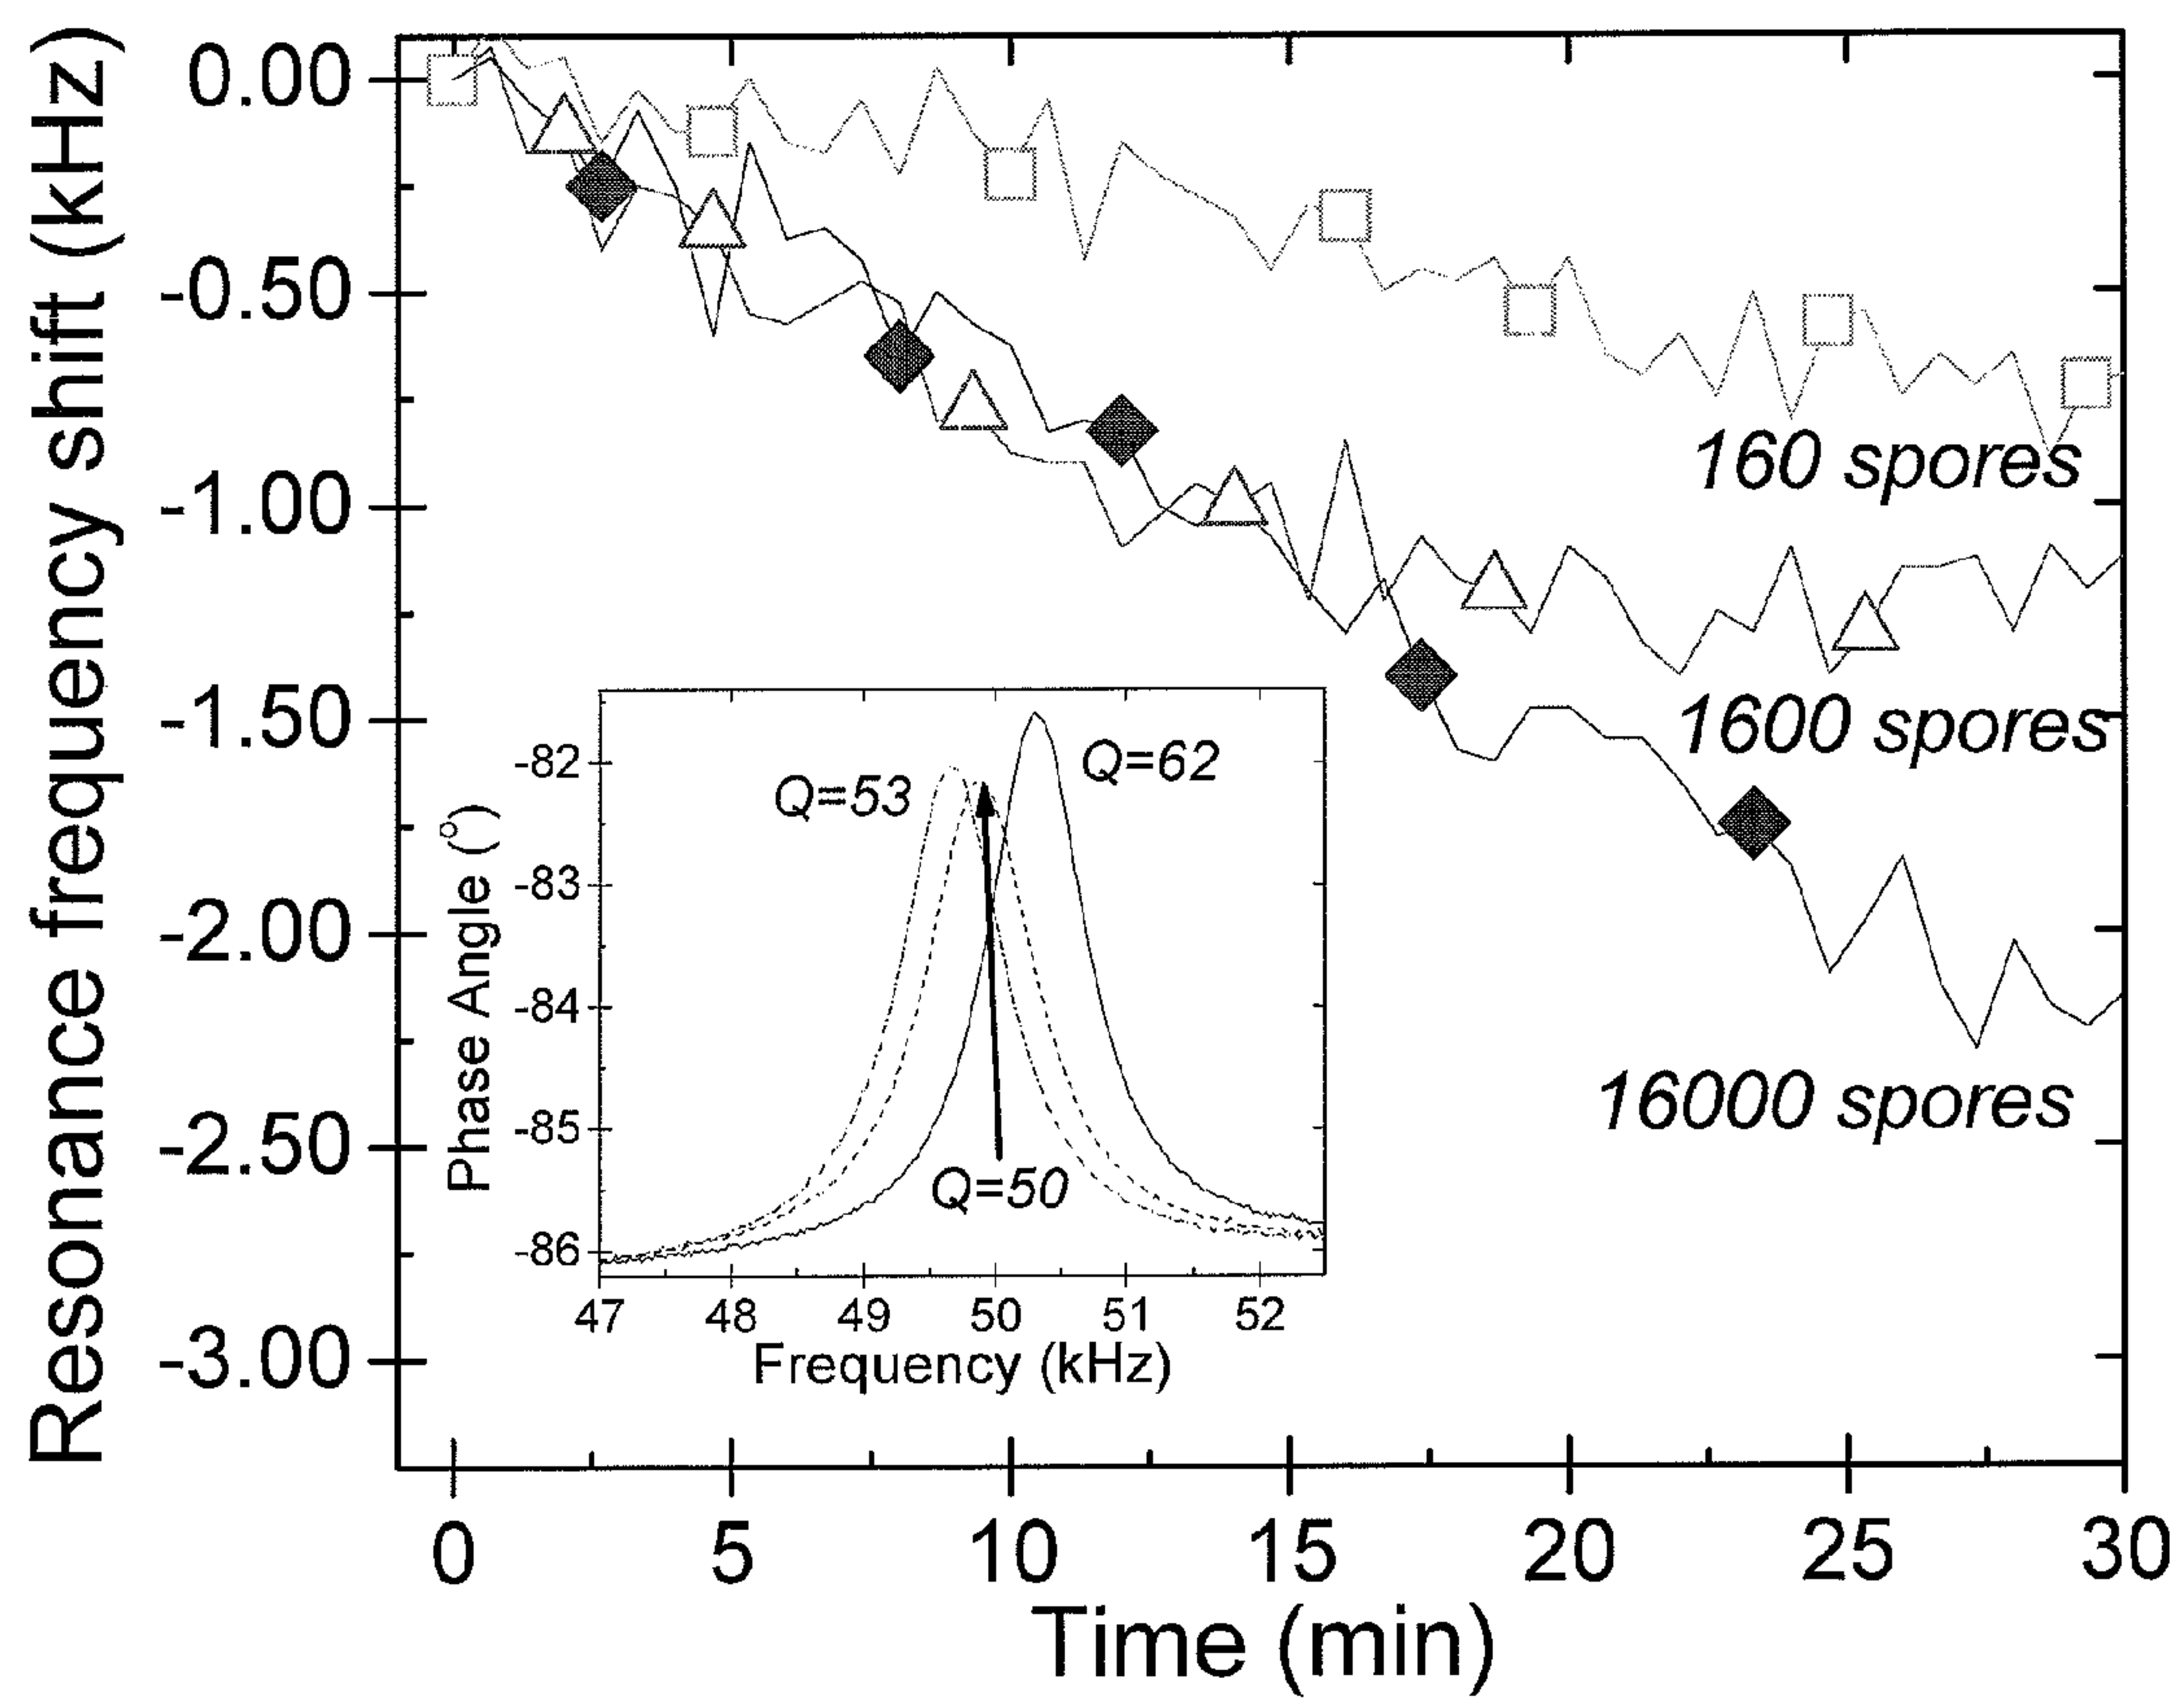 Resonance frequency shift (kHz)
0.00
-0.50
-1.00
-1.50
-2.00
-2.50
-3.00
160 spores
1600 spores
16000 spores
Phase Angle (°)
-82
-83
-84
-85
-86
Q=53
Q=62
Q=50
47 48 49 50 51 52
Frequency (kHz)
0 5 10 15 20 25 30
Time (min)